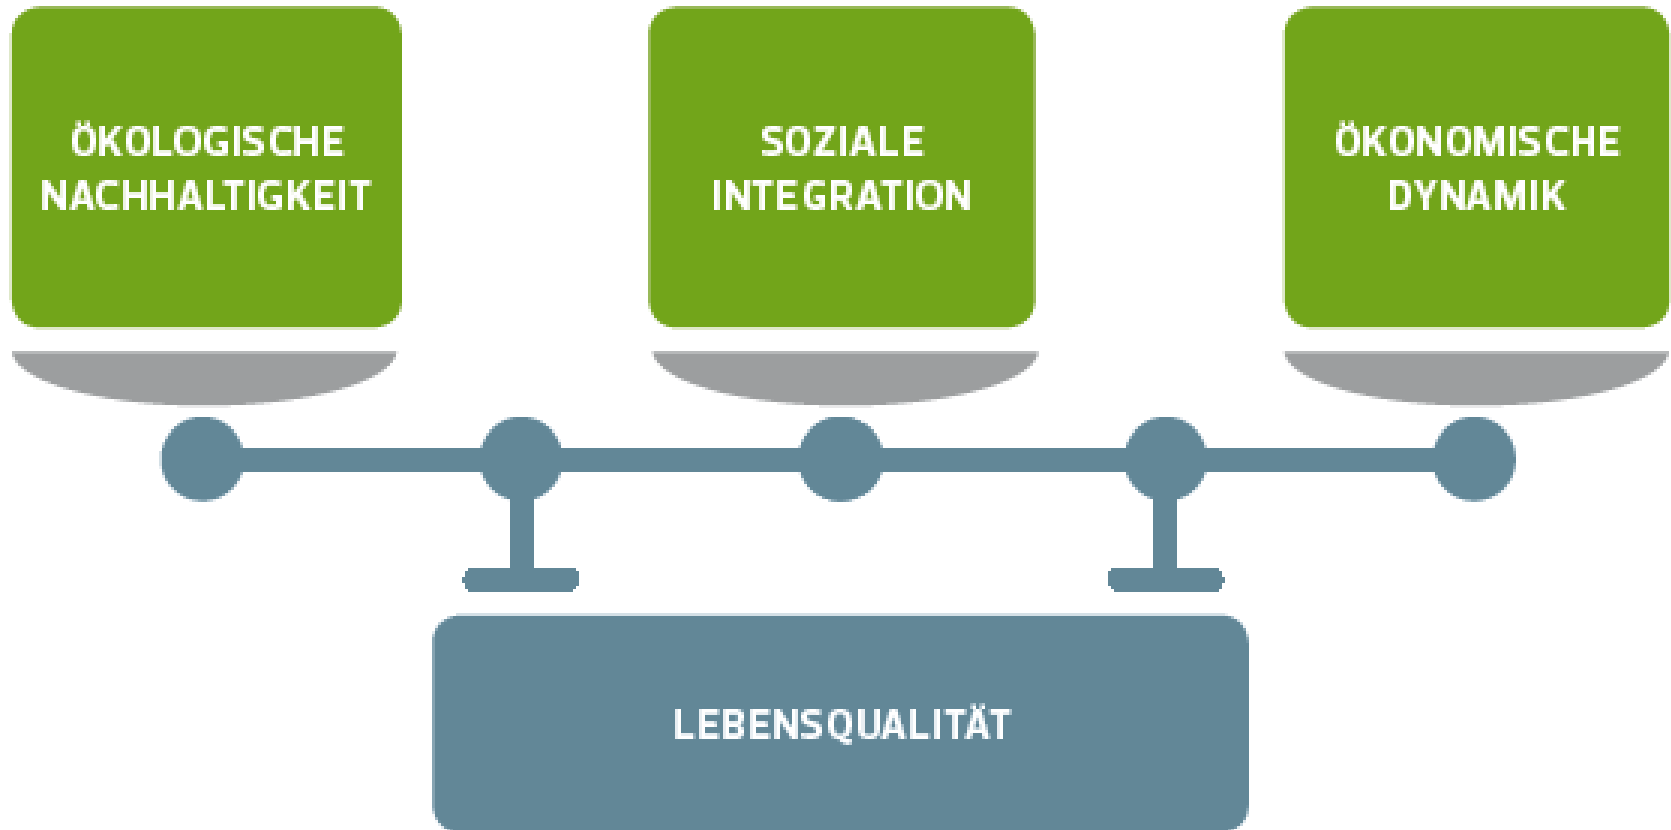 ÖKOLOGISCHE
NACHHALTIGKEIT
SOZIALE
INTEGRATION
ÖKONOMISCHE
DYNAMIK
LEBENSQUALITÄT